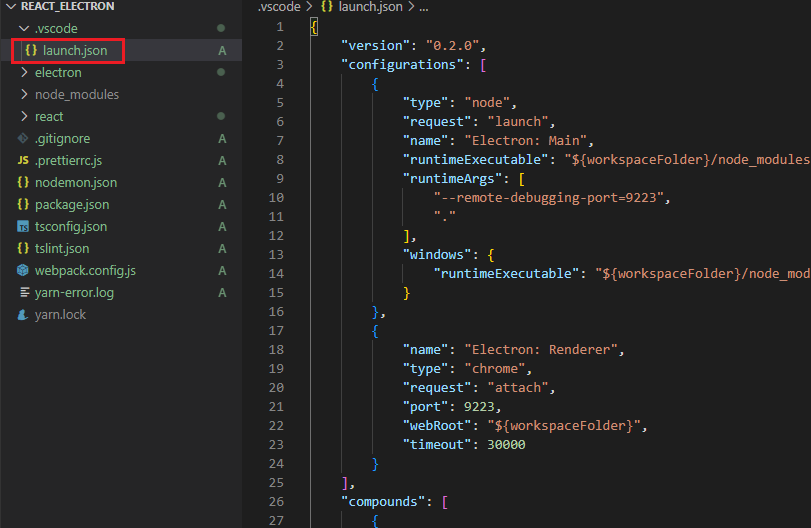 REACT_ELECTRON
.vscode
{} launch.json A
electron
node_modules
react
.gitignore A
JS .prettierrc.js A
{} nodemon.json A
{} package.json A
TS tsconfig.json A
{} tslint.json A
webpack.config.js A
yarn-error.log A
yarn.lock
.vscode > {} launch.json > ...
1 {
2 "version": "0.2.0",
3 "configurations": [
4 {
5 "type": "node",
6 "request": "launch",
7 "name": "Electron: Main",
8 "runtimeExecutable": "${workspaceFolder}/node_modules
9 "runtimeArgs": [
10 "--remote-debugging-port=9223",
11 "."
12 ],
13 "windows": {
14 "runtimeExecutable": "${workspaceFolder}/node_mod
15 }
16 },
17 {
18 "name": "Electron: Renderer",
19 "type": "chrome",
20 "request": "attach",
21 "port": 9223,
22 "webRoot": "${workspaceFolder}",
23 "timeout": 30000
24 }
25 ],
26 "compounds": [
27 {